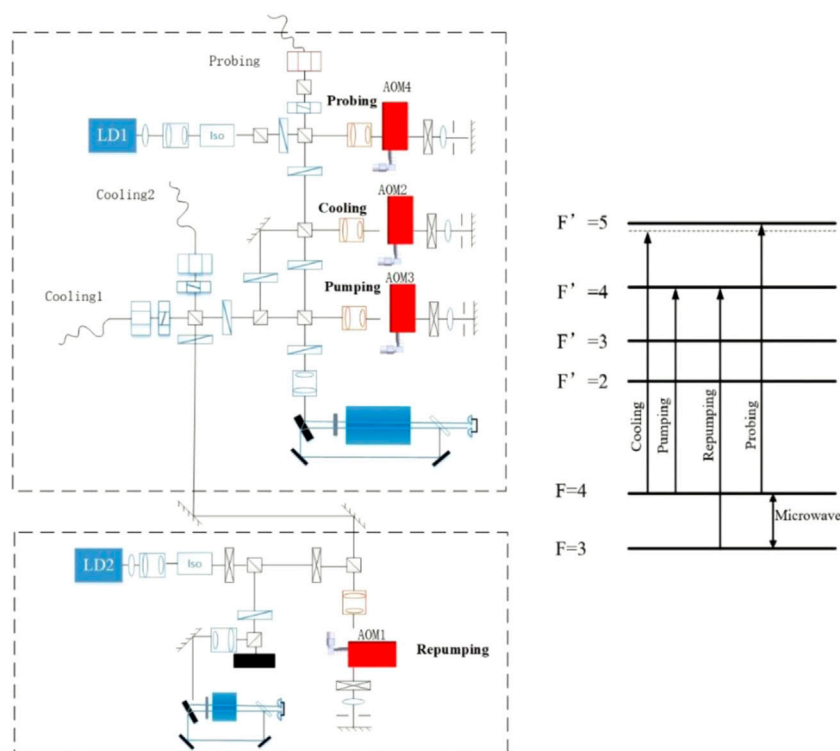 Probing
Probing
AOM4
LD1
Iso
Cooling2
Cooling
AOM2
Cooling1
Pumping
AOM3
LD2
Iso
AOM1
Repumping
F’ =5
F’ =4
F’ =3
F’ =2
Cooling
Pumping
Repumping
Probing
F=4
Microwave
F=3